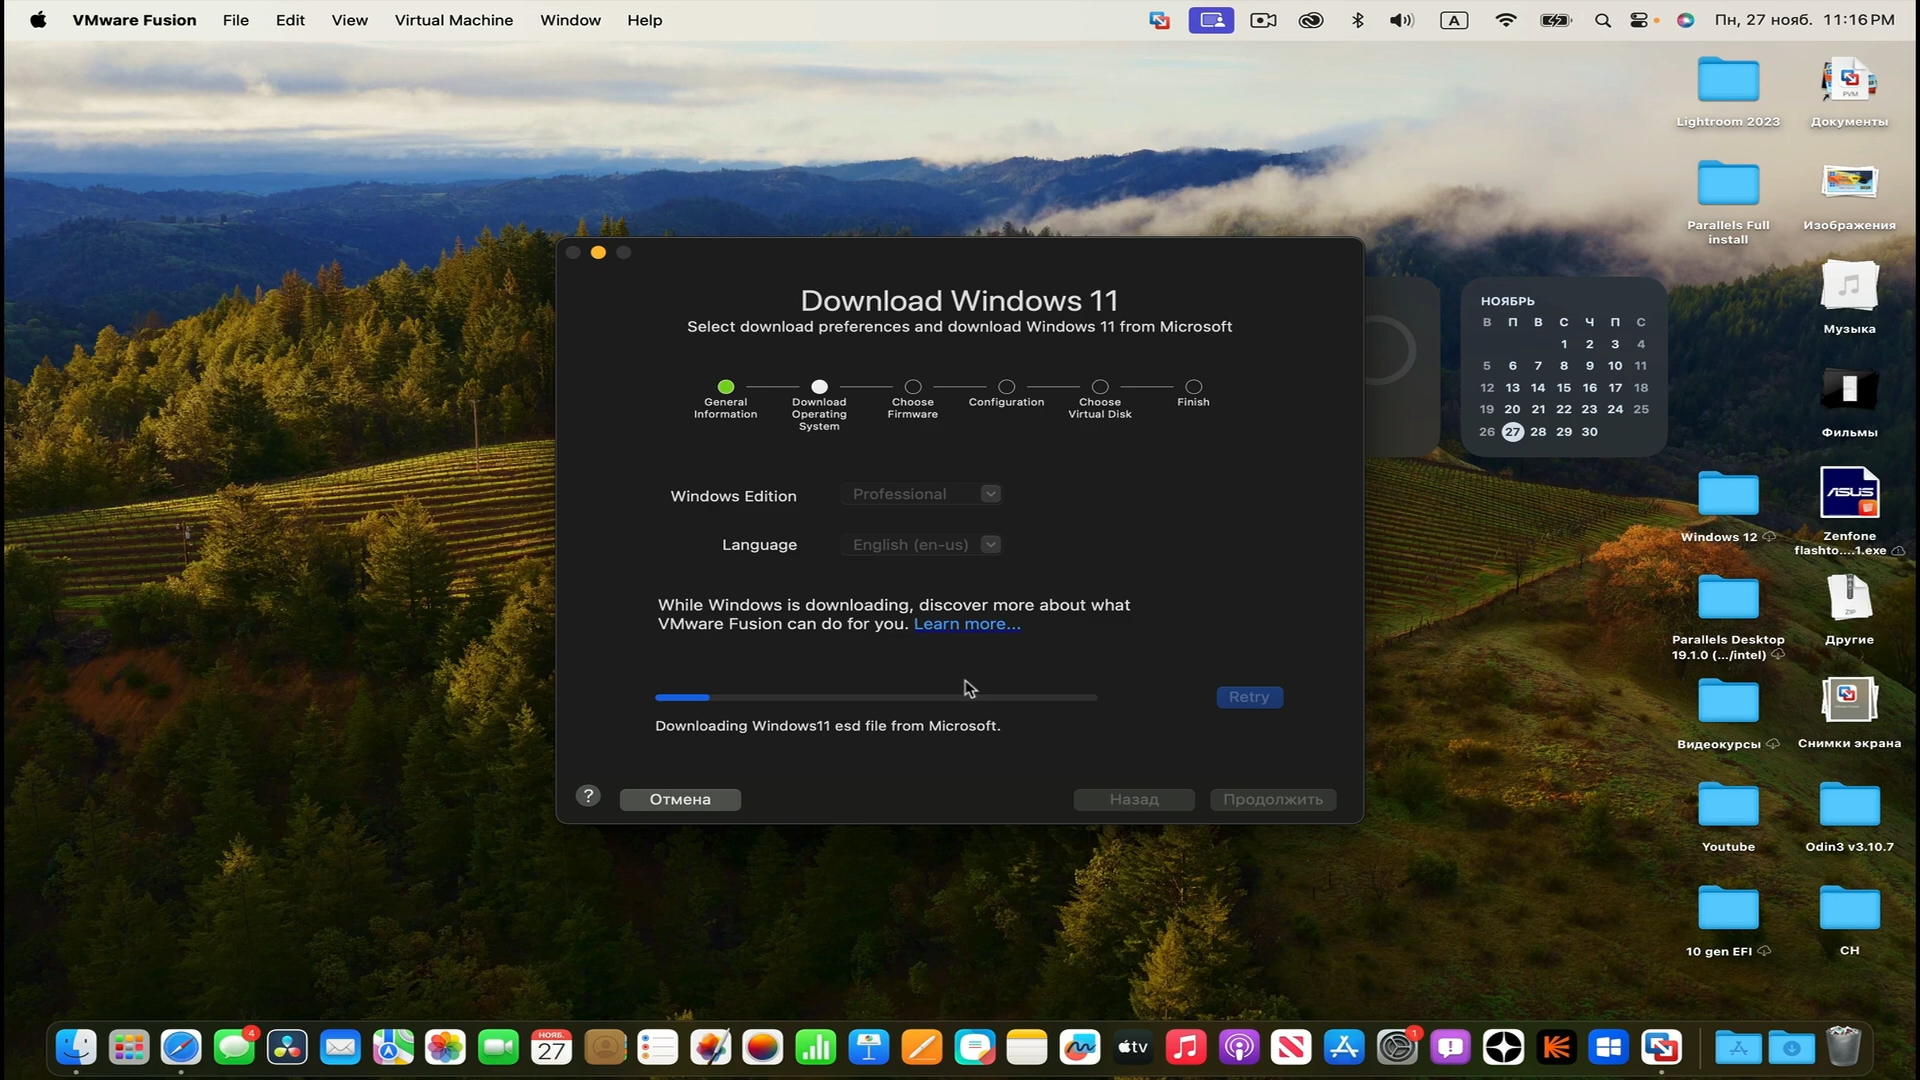 VMware Fusion File Edit View Virtual Machine Window Help
A
Пн, 27 нояб. 11:16 PM
Lightroom 2023
PVM
Документы
Parallels Full
install
Изображения
Музыка
Фильмы
Windows 12
ASUS
Zenfone
flashto....1.exe
Parallels Desktop
19.1.0 (.../intel)
ZIP
Другие
Видеокурсы
Снимки экрана
Youtube
Odin3 v3.10.7
10 gen EFI
CH
НОЯБРЬ
В П В С Ч П С
1 2 3 4
5 6 7 8 9 10 11
12 13 14 15 16 17 18
19 20 21 22 23 24 25
26 27 28 29 30
Download Windows 11
Select download preferences and download Windows 11 from Microsoft
General
Information
Download
Operating
System
Choose
Firmware
Configuration
Choose
Virtual Disk
Finish
Windows Edition
Professional
Language
English (en-us)
While Windows is downloading, discover more about what
VMware Fusion can do for you. Learn more...
Retry
Downloading Windows11 esd file from Microsoft.
?
Отмена
Назад
Продолжить
4
НОЯБ.
27
tv
1